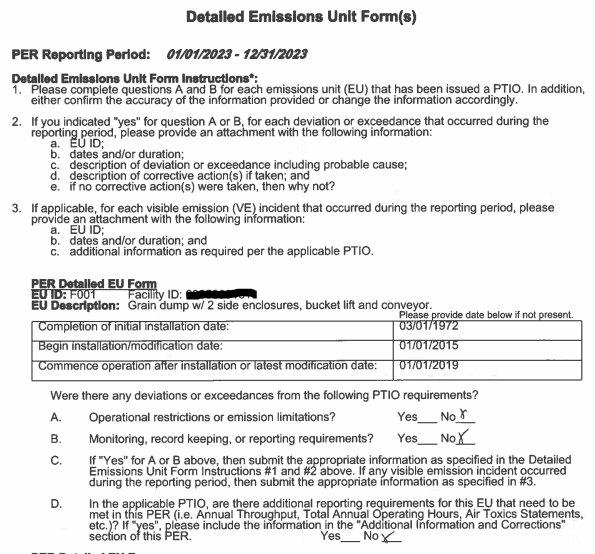 Detailed Emissions Unit Form(s)
PER Reporting Period: 01/01/2023 - 12/31/2023
Detailed Emissions Unit Form Instructions*:
1. Please complete questions A and B for each emissions unit (EU) that has been issued a PTIO. In addition,
either confirm the accuracy of the information provided or change the information accordingly.
2. If you indicated "yes" for question A or B, for each deviation or exceedance that occurred during the
reporting period, please provide an attachment with the following information:
a. EU ID;
b. dates and/or duration;
c. description of deviation or exceedance including probable cause;
d. description of corrective action(s) if taken; and
e. if no corrective action(s) were taken, then why not?
3. If applicable, for each visible emission (VE) incident that occurred during the reporting period, please
provide an attachment with the following information:
a. EU ID;
b. dates and/or duration; and
c. additional information as required per the applicable PTIO.
PER Detailed EU Form
EU ID: F001 Facility ID:
EU Description: Grain dump w/ 2 side enclosures, bucket lift and conveyor.
Please provide date below if not present.
Completion of initial installation date: 03/01/1972
Begin installation/modification date: 01/01/2015
Commence operation after installation or latest modification date: 01/01/2019
Were there any deviations or exceedances from the following PTIO requirements?
A. Operational restrictions or emission limitations? Yes___ No X
B. Monitoring, record keeping, or reporting requirements? Yes___ No X
C. If "Yes" for A or B above, then submit the appropriate information as specified in the Detailed
Emissions Unit Form Instructions #1 and #2 above. If any visible emission incident occurred
during the reporting period, then submit the appropriate information as specified in #3.
D. In the applicable PTIO, are there additional reporting requirements for this EU that need to be
met in this PER (i.e. Annual Throughput, Total Annual Operating Hours, Air Toxics Statements,
etc.)? If "yes", please include the information in the "Additional Information and Corrections"
section of this PER. Yes___ No X